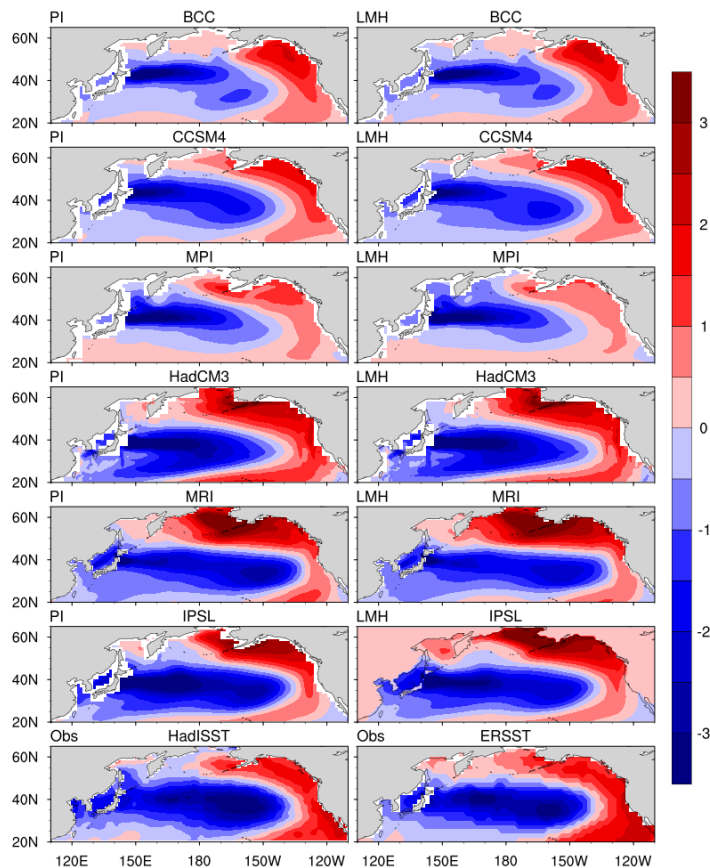 PI BCC LMH BCC
60N
40N
20N
3
PI CCSM4 LMH CCSM4
60N
40N
20N
2
PI MPI LMH MPI
60N
40N
20N
1
PI HadCM3 LMH HadCM3
60N
40N
20N
0
PI MRI LMH MRI
60N
40N
20N
-1
PI IPSL LMH IPSL
60N
40N
20N
-2
Obs HadISST Obs ERSST
60N
40N
20N
-3
120E 150E 180 150W 120W 120E 150E 180 150W 120W